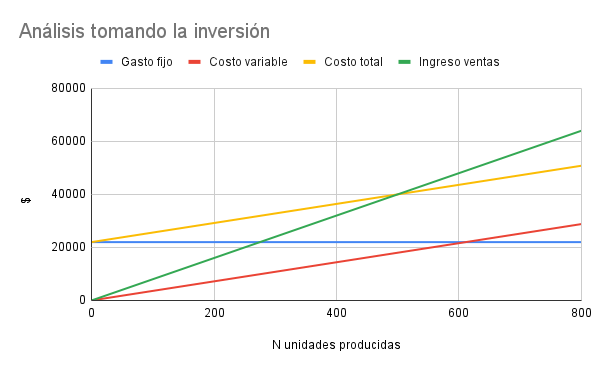 Análisis tomando la inversión
Gasto fijo Costo variable Costo total Ingreso ventas
80000
60000
40000
20000
0
$
0 200 400 600 800
N unidades producidas